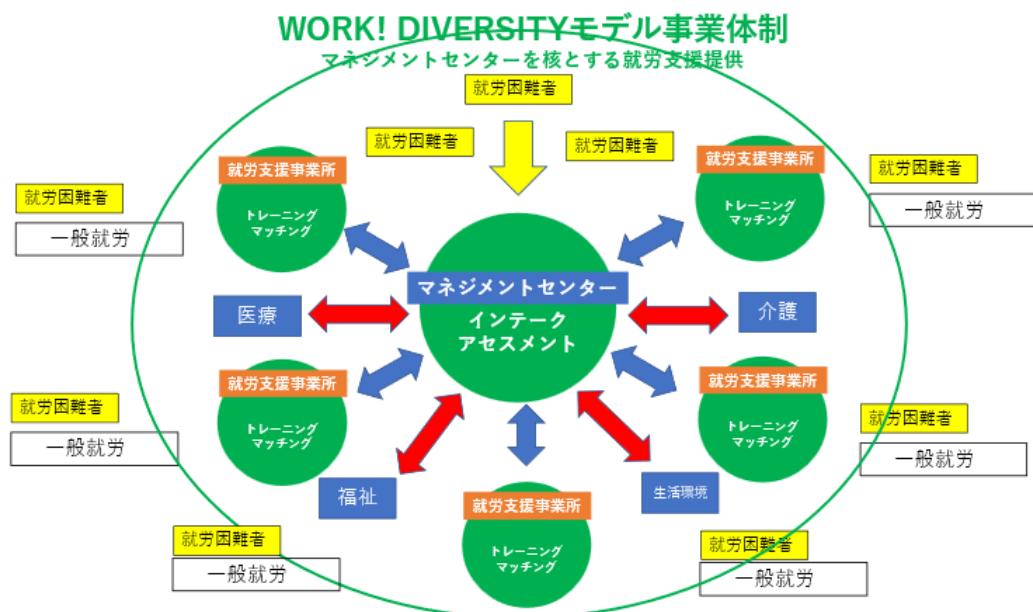 WORK! DIVERSITYモデル事業体制
マネジメントセンターを核とする就労支援提供
就労困難者
就労困難者
就労困難者
就労支援事業所
トレーニング
マッチング
就労支援事業所
トレーニング
マッチング
就労困難者
一般就労
就労困難者
一般就労
マネジメントセンター
インテーク
アセスメント
医療
介護
就労支援事業所
トレーニング
マッチング
就労支援事業所
トレーニング
マッチング
就労困難者
一般就労
就労困難者
一般就労
福祉
生活環境
就労支援事業所
トレーニング
マッチング
就労困難者
一般就労
就労困難者
一般就労